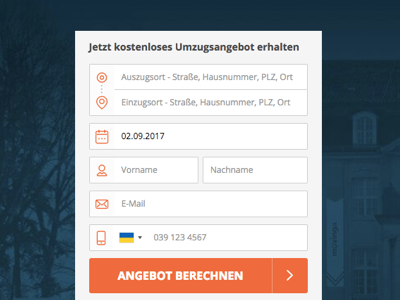 Jetzt kostenloses Umzugsangebot erhalten
Auszugsort - Straße, Hausnummer, PLZ, Ort
Einzugsort - Straße, Hausnummer, PLZ, Ort
02.09.2017
Vorname Nachname
E-Mail
039 123 4567
ANGEBOT BERECHNEN